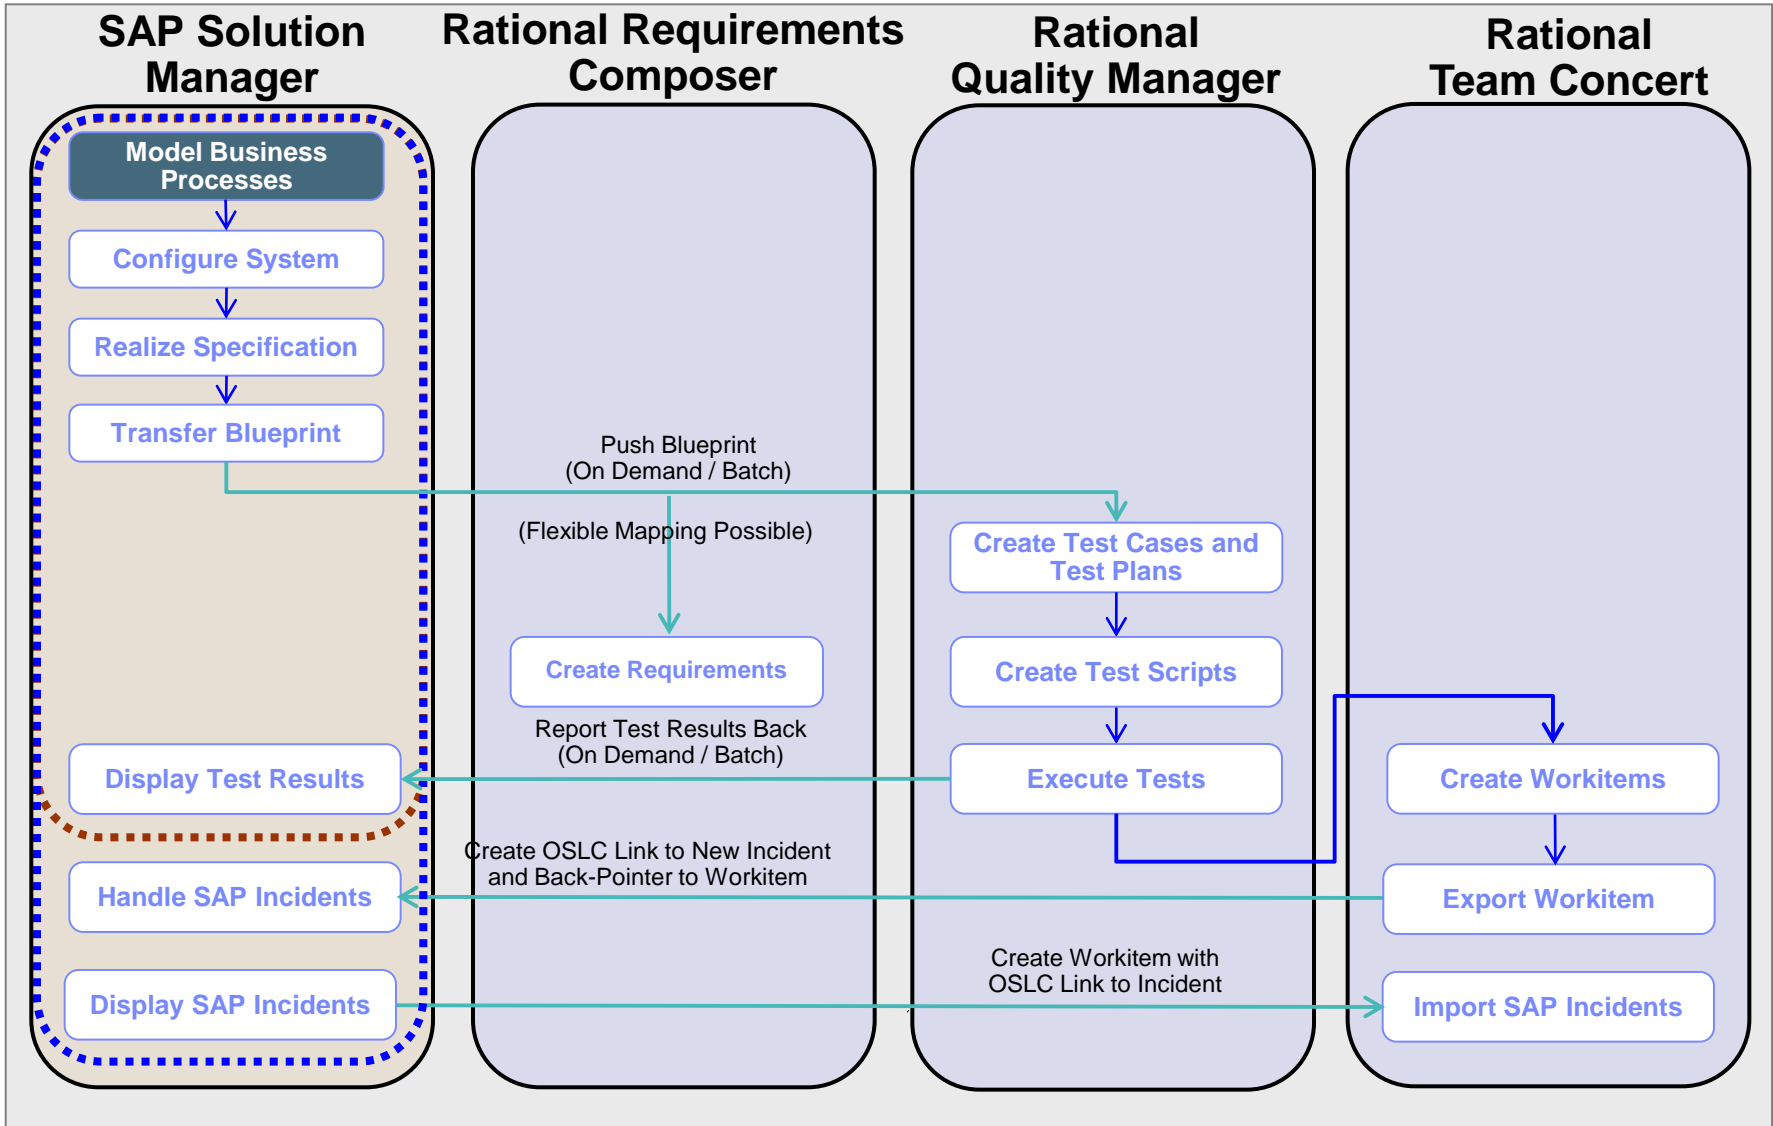 SAP Solution
Manager
Rational Requirements
Composer
Rational
Quality Manager
Rational
Team Concert
Model Business
Processes
Configure System
Realize Specification
Transfer Blueprint
Push Blueprint
(On Demand / Batch)
(Flexible Mapping Possible)
Create Test Cases and
Test Plans
Create Requirements
Create Test Scripts
Report Test Results Back
(On Demand / Batch)
Display Test Results
Execute Tests
Create Workitems
Create OSLC Link to New Incident
and Back-Pointer to Workitem
Handle SAP Incidents
Export Workitem
Create Workitem with
OSLC Link to Incident
Display SAP Incidents
Import SAP Incidents